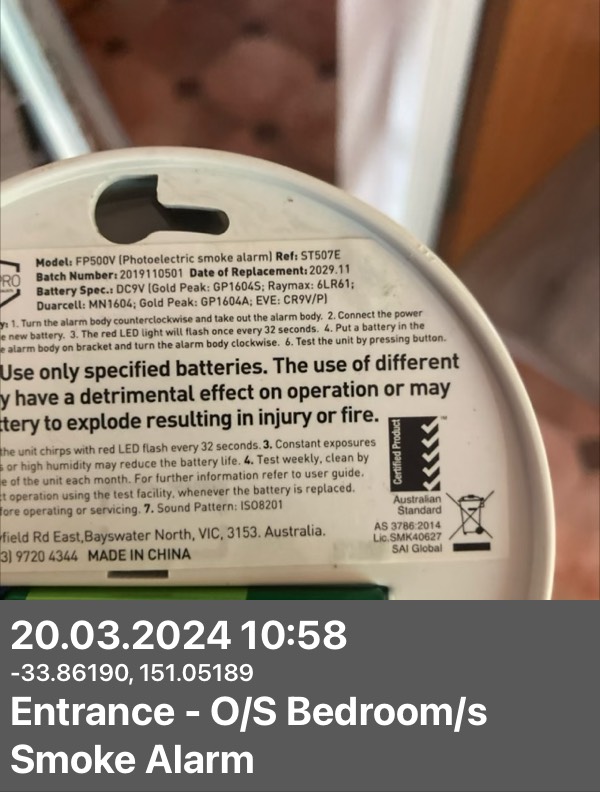 PRO
Model: FP500V (Photoelectric smoke alarm) Ref: ST507E
Batch Number: 2019110501 Date of Replacement: 2029.11
Battery Spec.: DC9V (Gold Peak: GP1604S; Raymax: 6LR61;
Duarcell: MN1604; Gold Peak: GP1604A; EVE: CR9V/P)
y: 1. Turn the alarm body counterclockwise and take out the alarm body. 2. Connect the power
e new battery. 3. The red LED light will flash once every 32 seconds. 4. Put a battery in the
e alarm body on bracket and turn the alarm body clockwise. 6. Test the unit by pressing button.
Use only specified batteries. The use of different
y have a detrimental effect on operation or may
ttery to explode resulting in injury or fire.
the unit chirps with red LED flash every 32 seconds. 3. Constant exposures
s or high humidity may reduce the battery life. 4. Test weekly, clean by
e of the unit each month. For further information refer to user guide.
t operation using the test facility, whenever the battery is replaced.
fore operating or servicing. 7. Sound Pattern: ISO8201
yfield Rd East,Bayswater North, VIC, 3153. Australia.
3) 9720 4344 MADE IN CHINA
Certified Product
™
Australian
Standard
AS 3786:2014
Lic.SMK40627
SAI Global
20.03.2024 10:58
-33.86190, 151.05189
Entrance - O/S Bedroom/s
Smoke Alarm